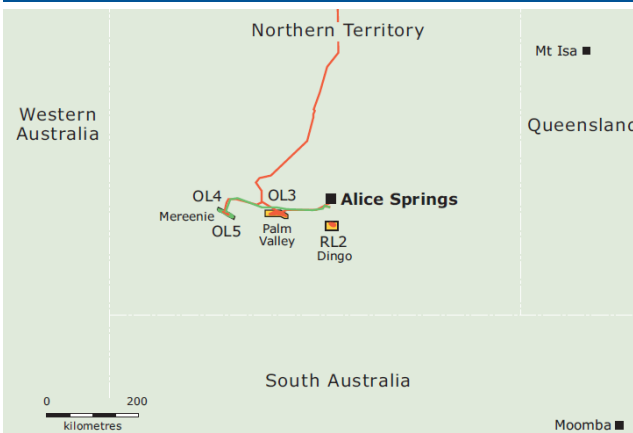 Northern Territory
Mt Isa
Western
Australia
Queensland
OL4
OL3
Alice Springs
Mereenie
OL5
Palm
Valley
RL2
Dingo
South Australia
0 200
kilometres
Moomba